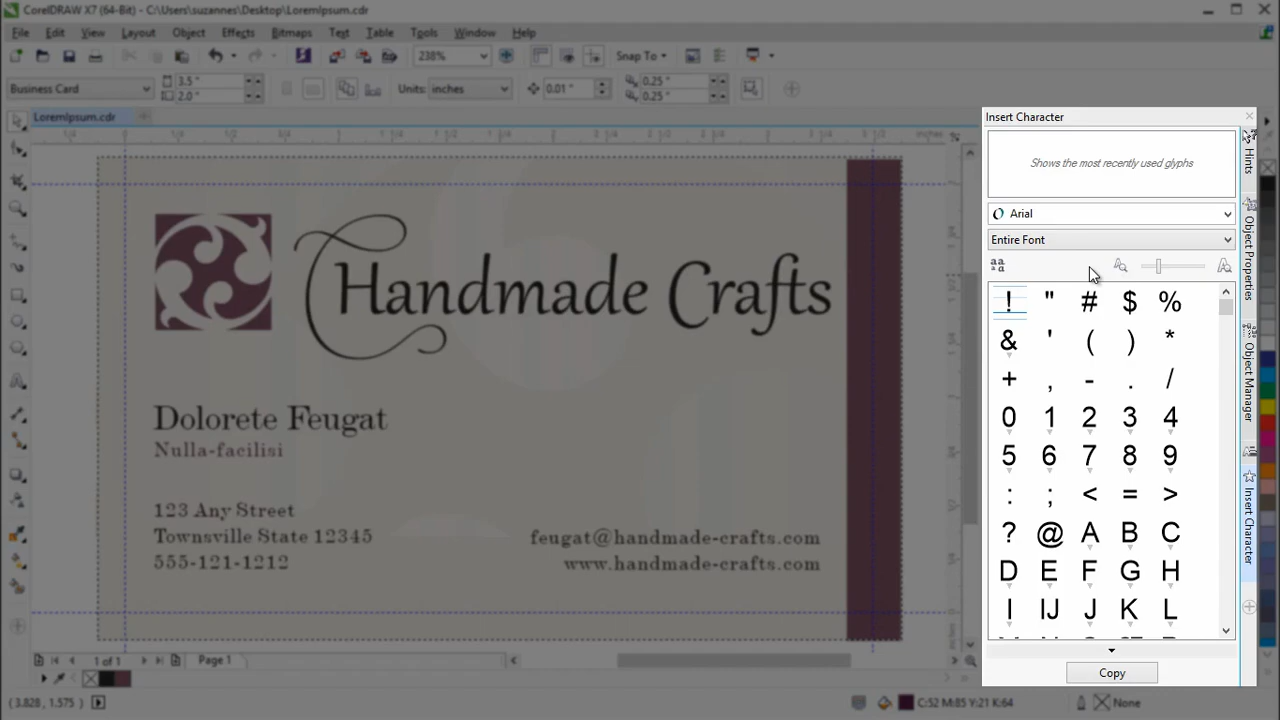 CorelDRAW X7 (64-Bit) - C:\Users\suzannes\Desktop\LoremIpsum.cdr
File Edit View Layout Object Effects Bitmaps Text Table Tools Window Help
238% Snap To
Business Card 3.5 " 2.0 " Units: inches 0.01 " 0.25 " 0.25 "
LoremIpsum.cdr
inches
Handmade Crafts
Dolorete Feugat
Nulla-facilisi
123 Any Street
Townsville State 12345
555-121-1212
feugat@handmade-crafts.com
www.handmade-crafts.com
1 of 1 Page 1
( 3.828 , 1.575 ) C:52 M:85 Y:21 K:64 None
Insert Character
Shows the most recently used glyphs
Arial
Entire Font
! " # $ %
& ' ( ) *
+ , - . /
0 1 2 3 4
5 6 7 8 9
: ; < = >
? @ A B C
D E F G H
I IJ J K L
Copy
Hints
Object Properties
Object Manager
Insert Character